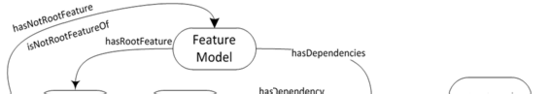 hasNotRootFeature
isNotRootFeatureOf
hasRootFeature
Feature
Model
hasDependencies
hasDependency